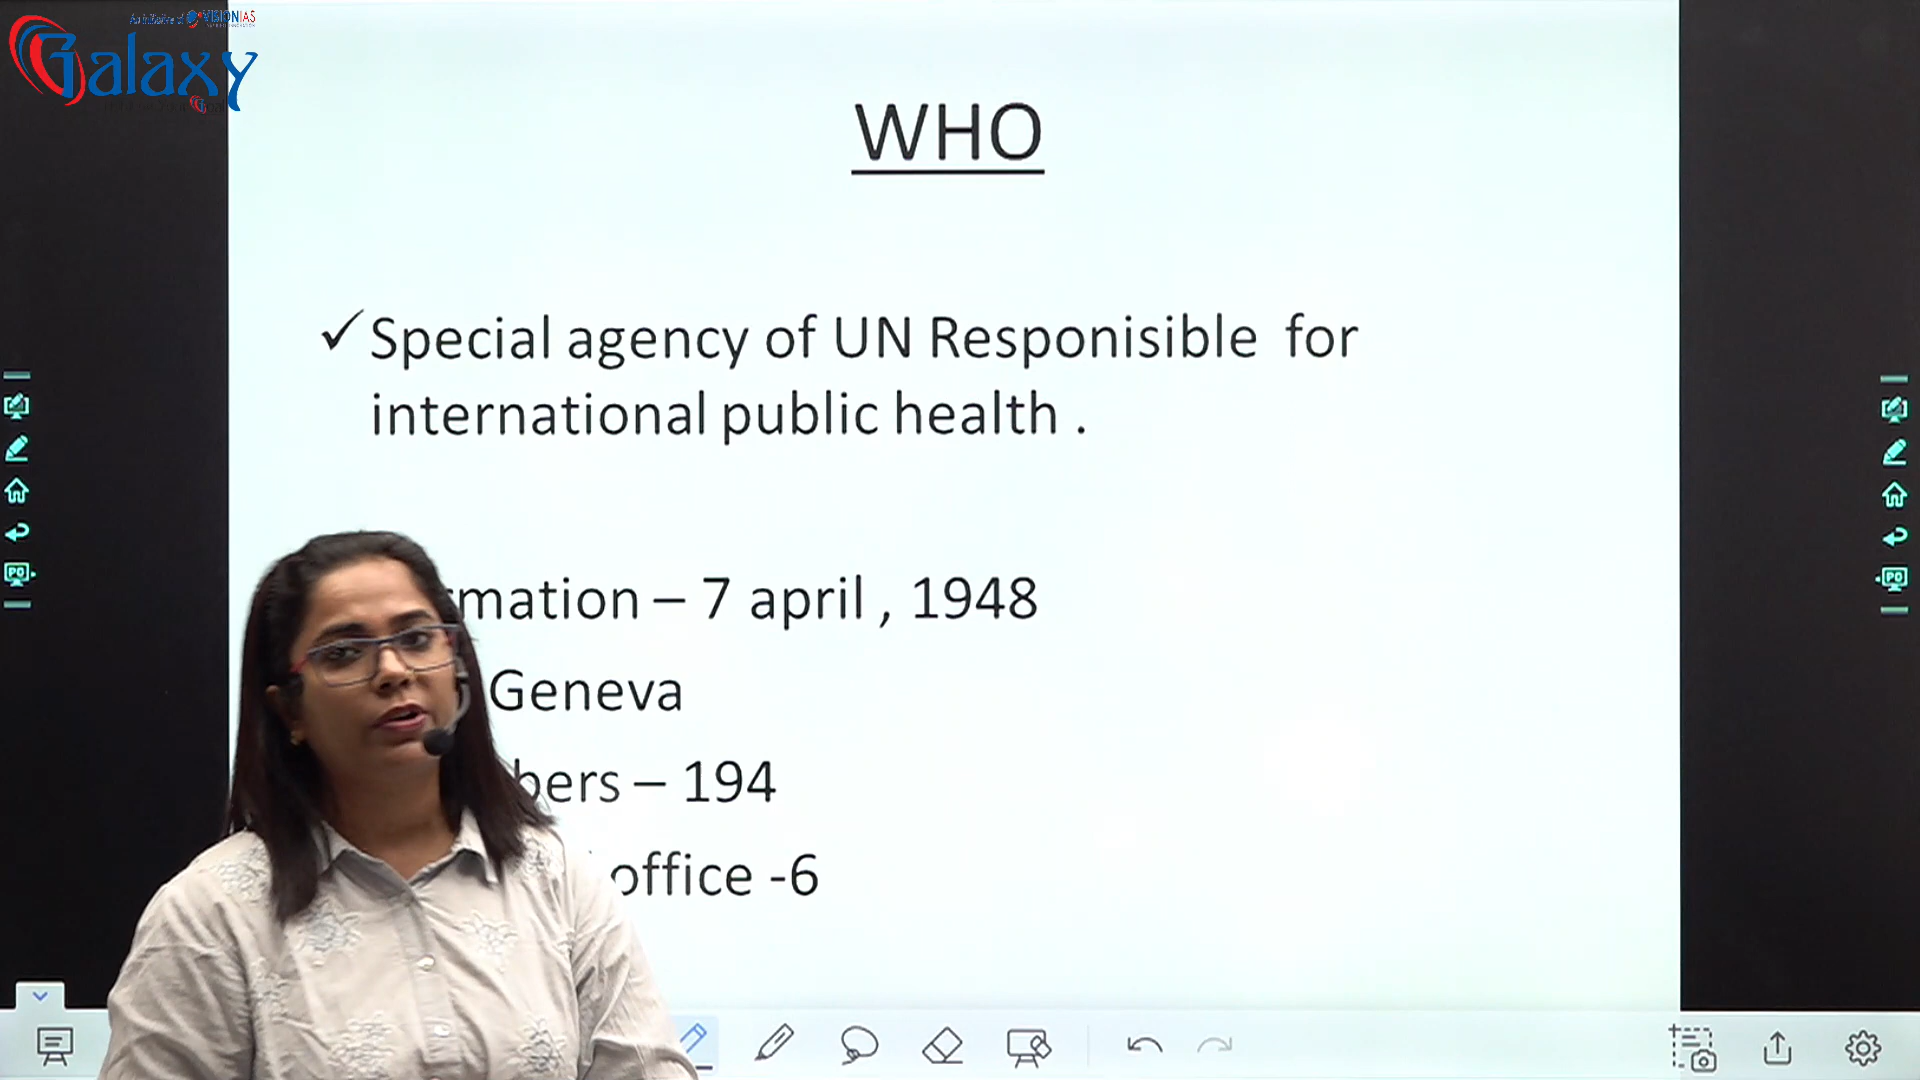 An Initiative of VISIONIAS
Galaxy
WHO
✓ Special agency of UN Responisible for
international public health .
rmation – 7 april , 1948
Geneva
bers – 194
office -6